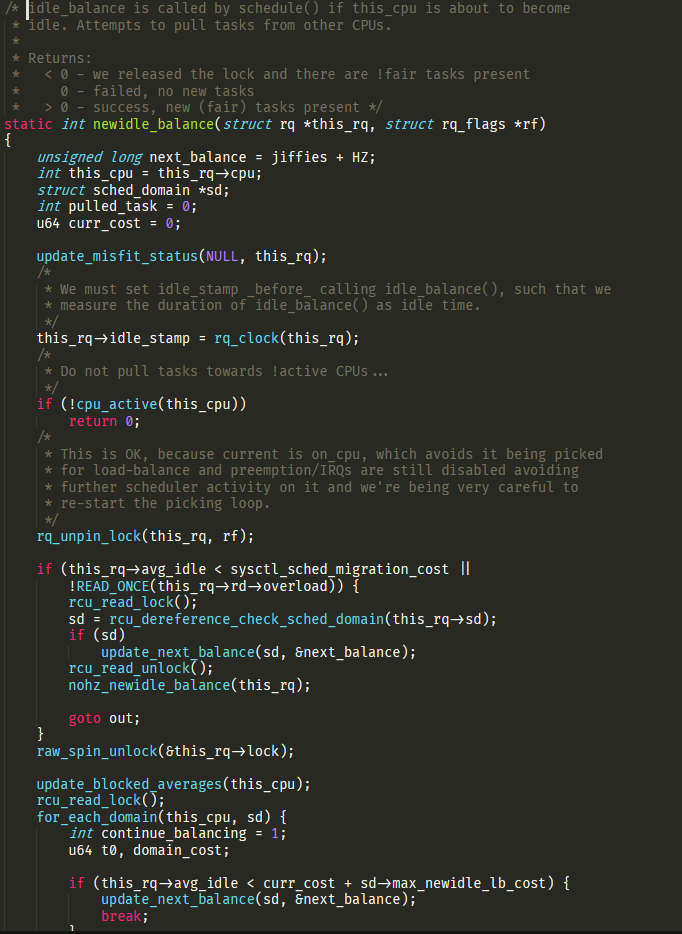 /* idle_balance is called by schedule() if this_cpu is about to become
 * idle. Attempts to pull tasks from other CPUs.
 *
 * Returns:
 *   < 0 - we released the lock and there are !fair tasks present
 *     0 - failed, no new tasks
 *   > 0 - success, new (fair) tasks present */
static int newidle_balance(struct rq *this_rq, struct rq_flags *rf)
{
    unsigned long next_balance = jiffies + HZ;
    int this_cpu = this_rq->cpu;
    struct sched_domain *sd;
    int pulled_task = 0;
    u64 curr_cost = 0;

    update_misfit_status(NULL, this_rq);
    /*
     * We must set idle_stamp _before_ calling idle_balance(), such that we
     * measure the duration of idle_balance() as idle time.
     */
    this_rq->idle_stamp = rq_clock(this_rq);
    /*
     * Do not pull tasks towards !active CPUs...
     */
    if (!cpu_active(this_cpu))
        return 0;
    /*
     * This is OK, because current is on_cpu, which avoids it being picked
     * for load-balance and preemption/IRQs are still disabled avoiding
     * further scheduler activity on it and we're being very careful to
     * re-start the picking loop.
     */
    rq_unpin_lock(this_rq, rf);

    if (this_rq->avg_idle < sysctl_sched_migration_cost ||
        !READ_ONCE(this_rq->rd->overload)) {
        rcu_read_lock();
        sd = rcu_dereference_check_sched_domain(this_rq->sd);
        if (sd)
            update_next_balance(sd, &next_balance);
        rcu_read_unlock();
        nohz_newidle_balance(this_rq);

        goto out;
    }
    raw_spin_unlock(&this_rq->lock);

    update_blocked_averages(this_cpu);
    rcu_read_lock();
    for_each_domain(this_cpu, sd) {
        int continue_balancing = 1;
        u64 t0, domain_cost;

        if (this_rq->avg_idle < curr_cost + sd->max_newidle_lb_cost) {
            update_next_balance(sd, &next_balance);
            break;
        }